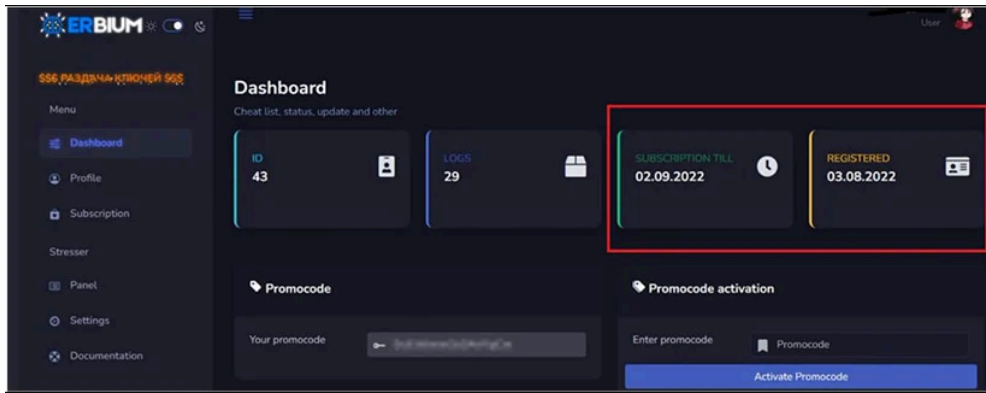 ERBIUM
User
$$$ РАЗДАЧА КЛЮЧЕЙ $$$
Menu
Dashboard
Profile
Subscription
Stresser
Panel
Settings
Documentation
Dashboard
Cheat list, status, update and other
ID
43
LOGS
29
SUBSCRIPTION TILL
02.09.2022
REGISTERED
03.08.2022
Promocode
Your promocode
Promocode activation
Enter promocode
Promocode
Activate Promocode